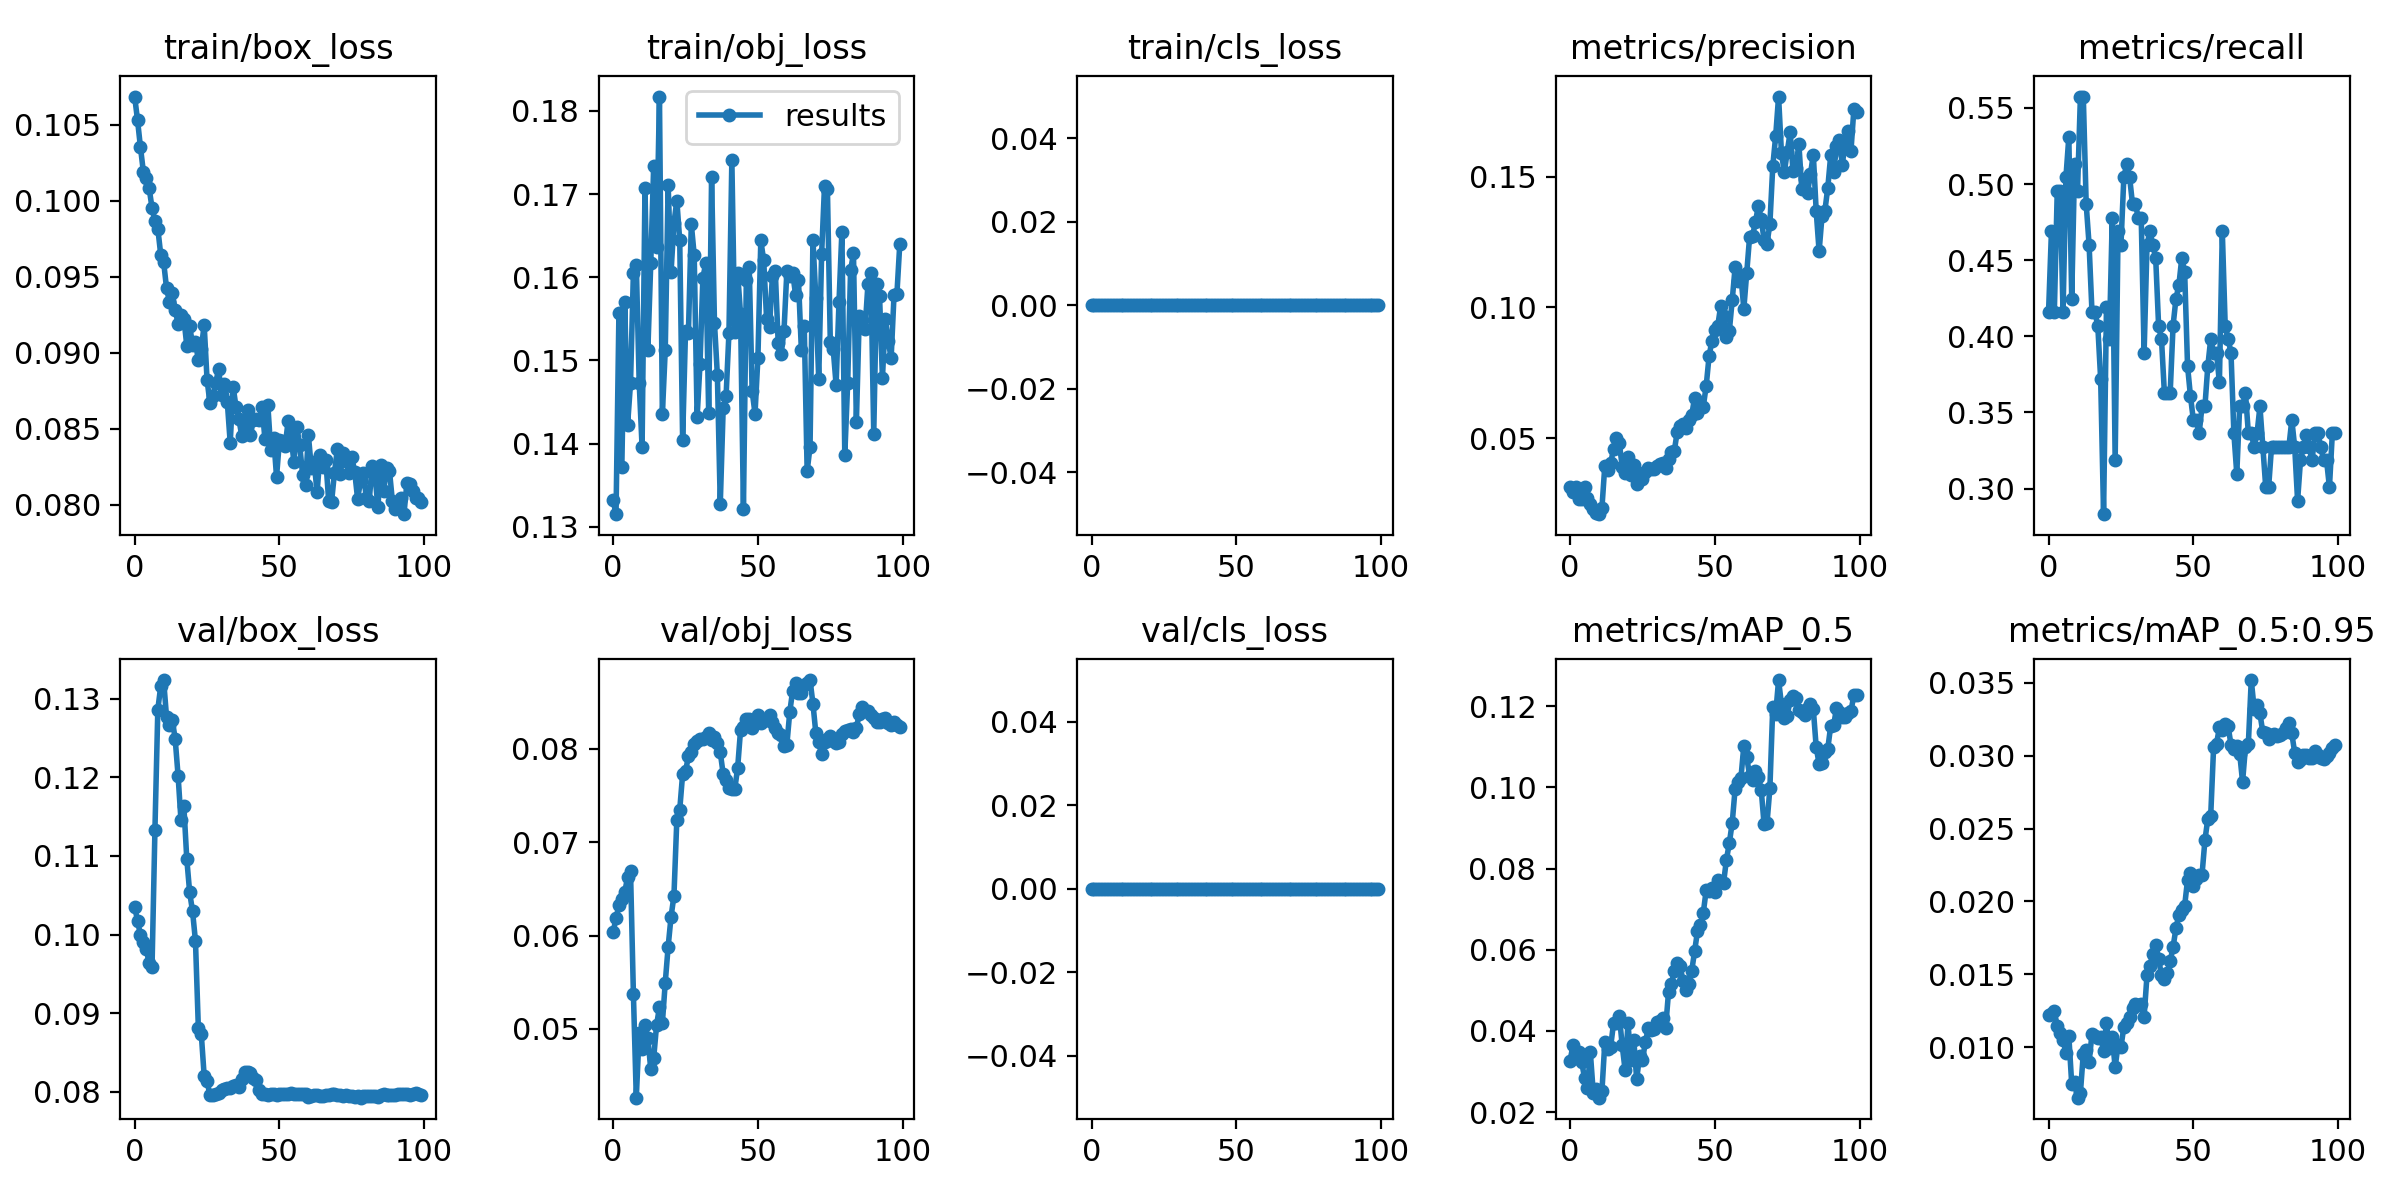 train/box_loss
0.105
0.100
0.095
0.090
0.085
0.080
0 50 100
train/obj_loss
results
0.18
0.17
0.16
0.15
0.14
0.13
0 50 100
train/cls_loss
0.04
0.02
0.00
−0.02
−0.04
0 50 100
metrics/precision
0.15
0.10
0.05
0 50 100
metrics/recall
0.55
0.50
0.45
0.40
0.35
0.30
0 50 100
val/box_loss
0.13
0.12
0.11
0.10
0.09
0.08
0 50 100
val/obj_loss
0.08
0.07
0.06
0.05
0 50 100
val/cls_loss
0.04
0.02
0.00
−0.02
−0.04
0 50 100
metrics/mAP_0.5
0.12
0.10
0.08
0.06
0.04
0.02
0 50 100
metrics/mAP_0.5:0.95
0.035
0.030
0.025
0.020
0.015
0.010
0 50 100